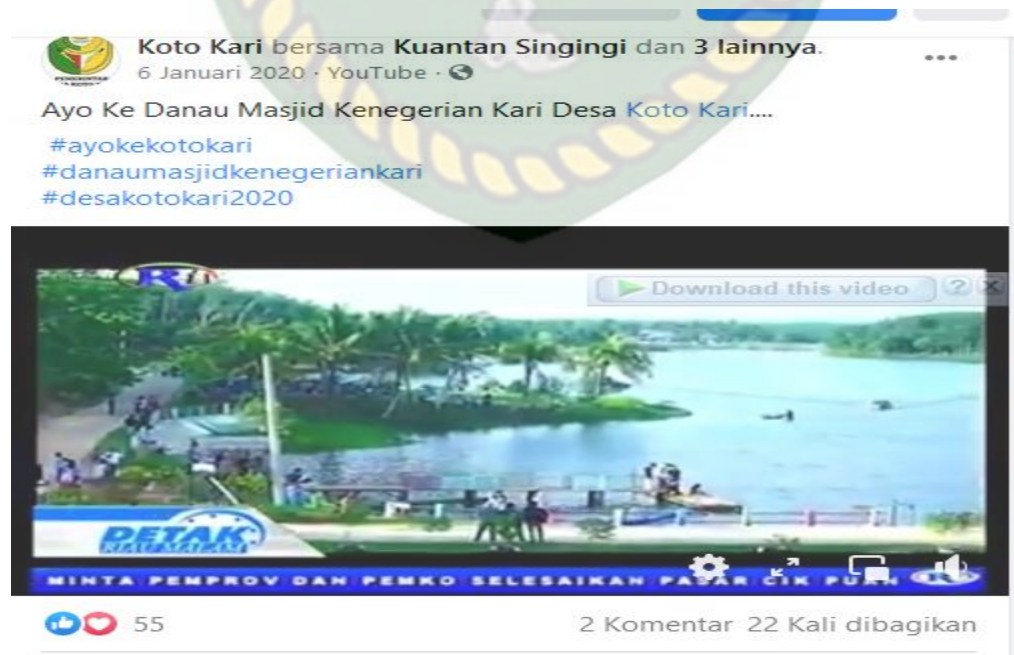 Koto Kari bersama Kuantan Singingi dan 3 lainnya.
6 Januari 2020 · YouTube ·
Ayo Ke Danau Masjid Kenegerian Kari Desa Koto Kari....
#ayokekotokari
#danaumasjidkenegeriankari
#desakotokari2020
Download this video ? X
DETAK
RIAU MALAM
MINTA PEMPROV DAN PEMKO SELESAIKAN PASAR CIK PUAN
55
2 Komentar 22 Kali dibagikan